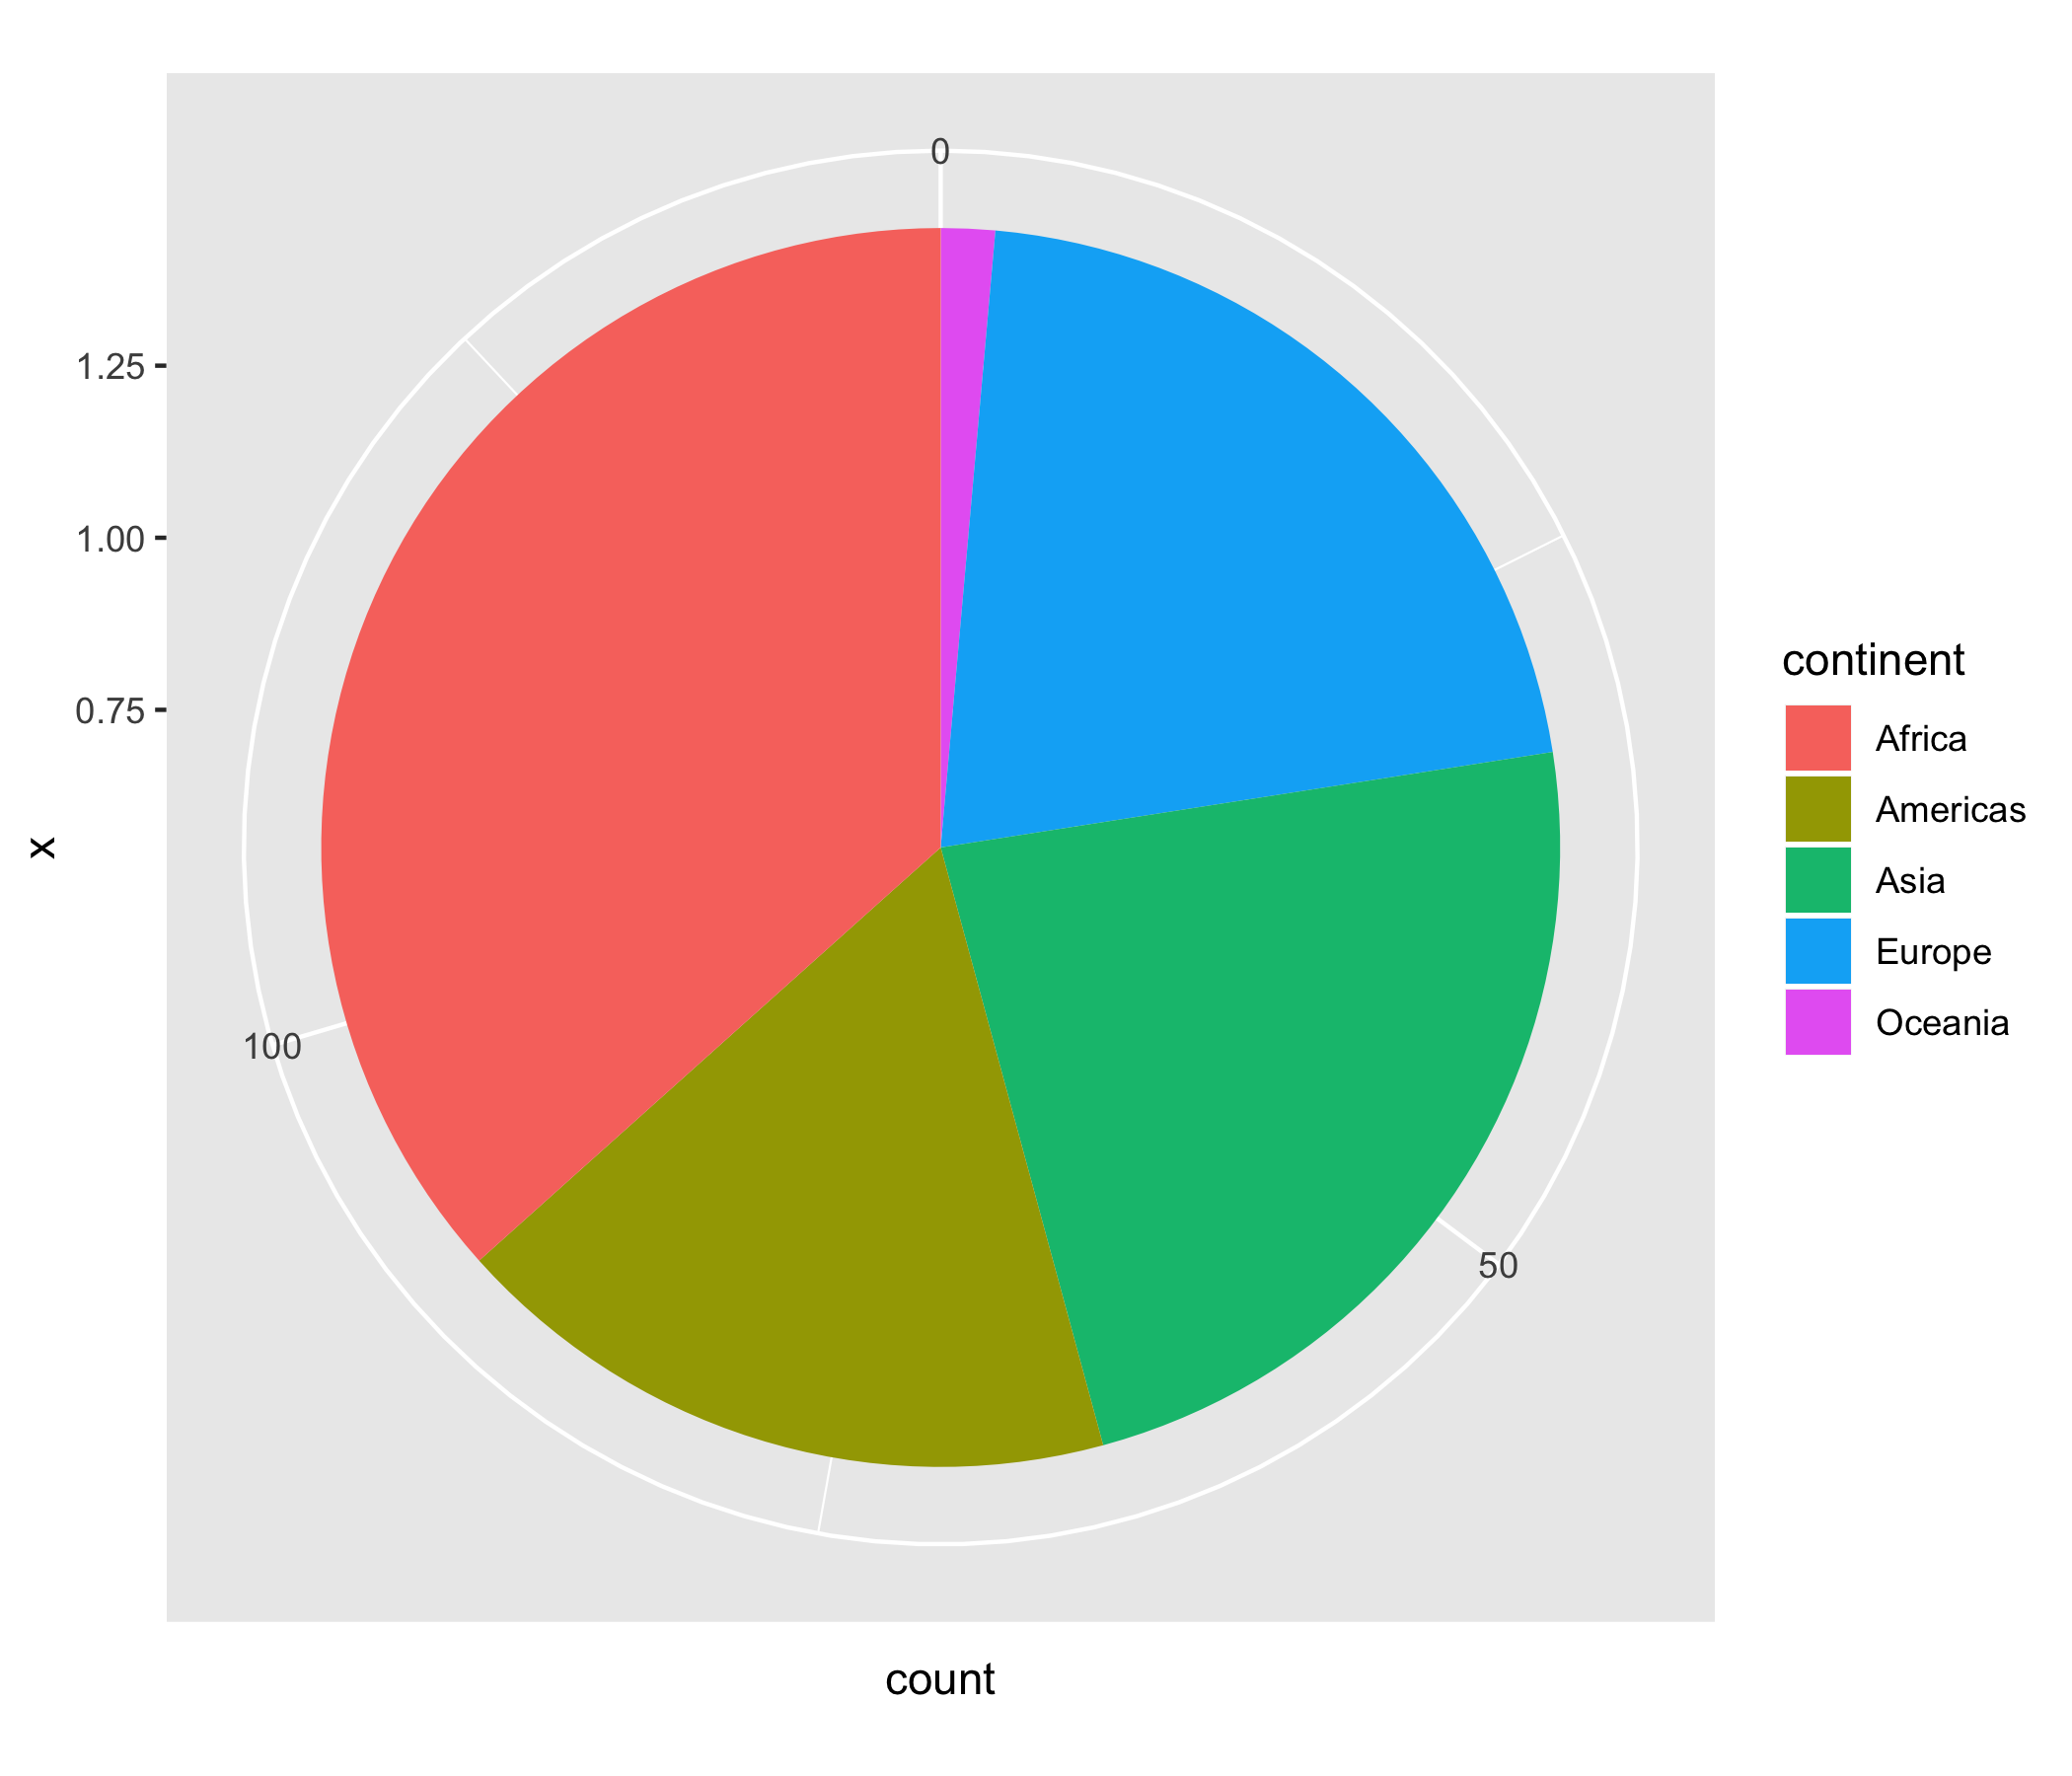 0
1.25
1.00
0.75
x
100
50
count
continent
Africa
Americas
Asia
Europe
Oceania